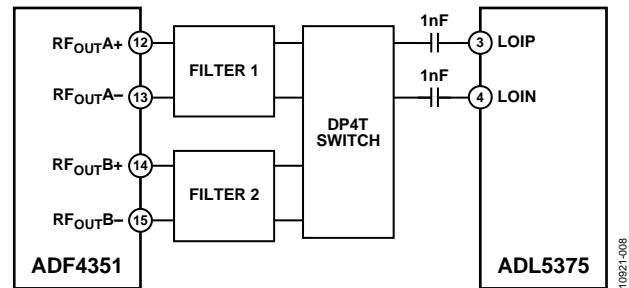 1nF
RFOUTA+ 12 FILTER 1 3 LOIP
1nF
RFOUTA– 13 4 LOIN
DP4T
SWITCH
RFOUTB+ 14 FILTER 2
RFOUTB– 15
ADF4351 ADL5375
10921-008